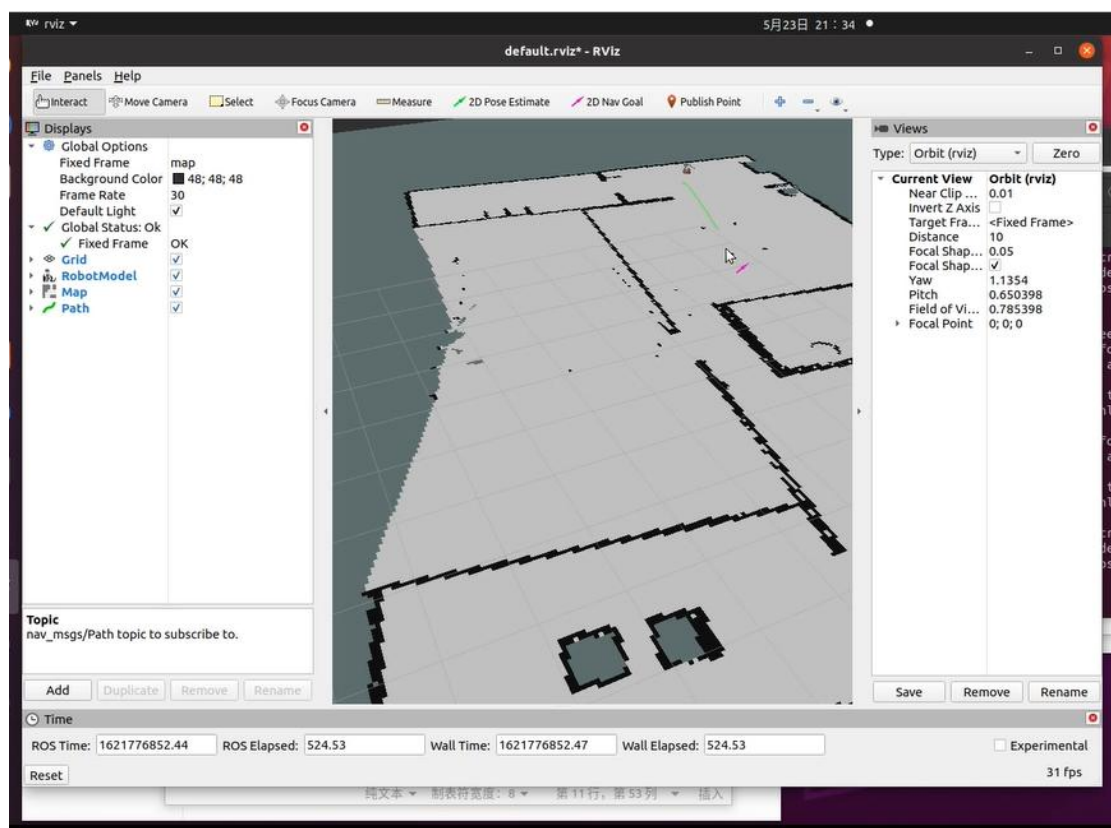 rviz
5月23日 21：34
default.rviz* - RViz
File Panels Help
Interact Move Camera Select Focus Camera Measure 2D Pose Estimate 2D Nav Goal Publish Point
Displays
Global Options
Fixed Frame map
Background Color 48; 48; 48
Frame Rate 30
Default Light
Global Status: Ok
Fixed Frame OK
Grid
RobotModel
Map
Path
Topic
nav_msgs/Path topic to subscribe to.
Add Duplicate Remove Rename
Views
Type: Orbit (rviz) Zero
Current View Orbit (rviz)
Near Clip ... 0.01
Invert Z Axis
Target Fra... <Fixed Frame>
Distance 10
Focal Shap... 0.05
Focal Shap...
Yaw 1.1354
Pitch 0.650398
Field of Vi... 0.785398
Focal Point 0; 0; 0
Save Remove Rename
Time
ROS Time: 1621776852.44 ROS Elapsed: 524.53 Wall Time: 1621776852.47 Wall Elapsed: 524.53 Experimental
Reset 31 fps
纯文本 制表符宽度：8 第 11 行，第 53 列 插入